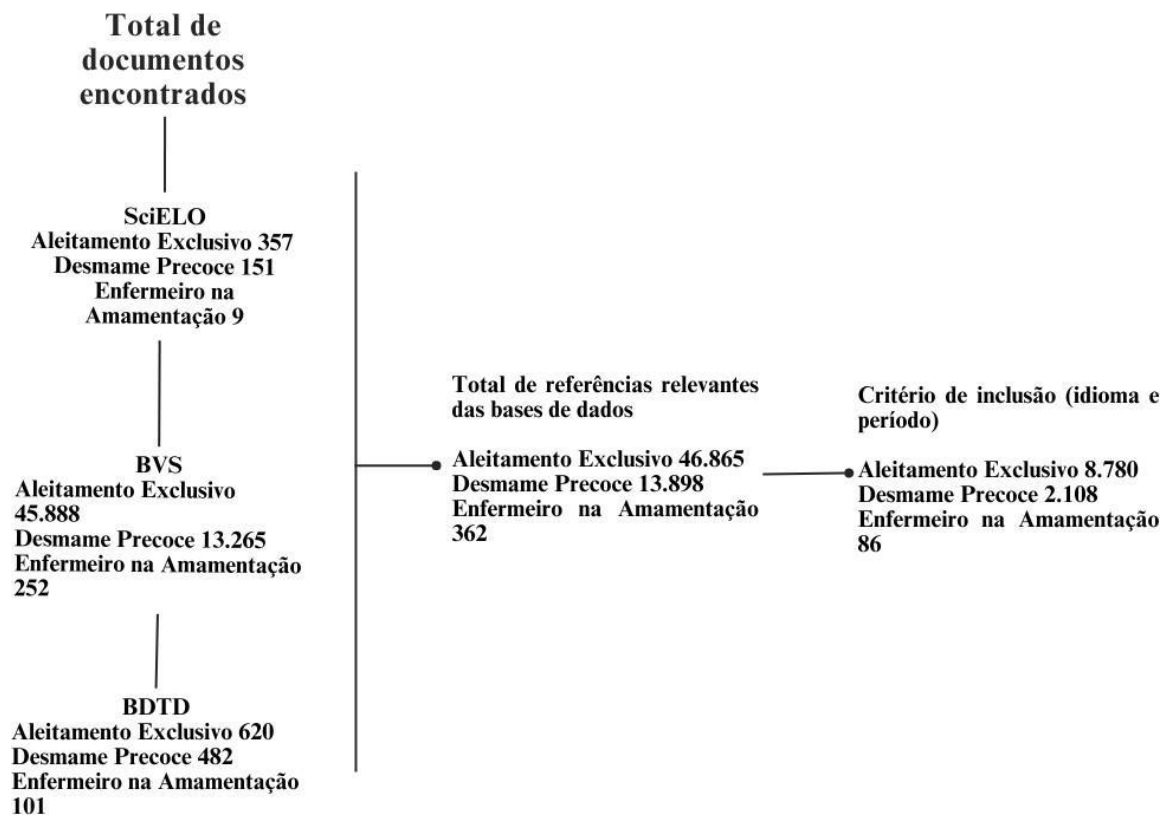 Total de
documentos
encontrados
SciELO
Aleitamento Exclusivo 357
Desmame Precoce 151
Enfermeiro na
Amamentação 9
BVS
Aleitamento Exclusivo
45.888
Desmame Precoce 13.265
Enfermeiro na Amamentação
252
BDTD
Aleitamento Exclusivo 620
Desmame Precoce 482
Enfermeiro na Amamentação
101
Total de referências relevantes
das bases de dados
Aleitamento Exclusivo 46.865
Desmame Precoce 13.898
Enfermeiro na Amamentação
362
Critério de inclusão (idioma e
período)
Aleitamento Exclusivo 8.780
Desmame Precoce 2.108
Enfermeiro na Amamentação
86